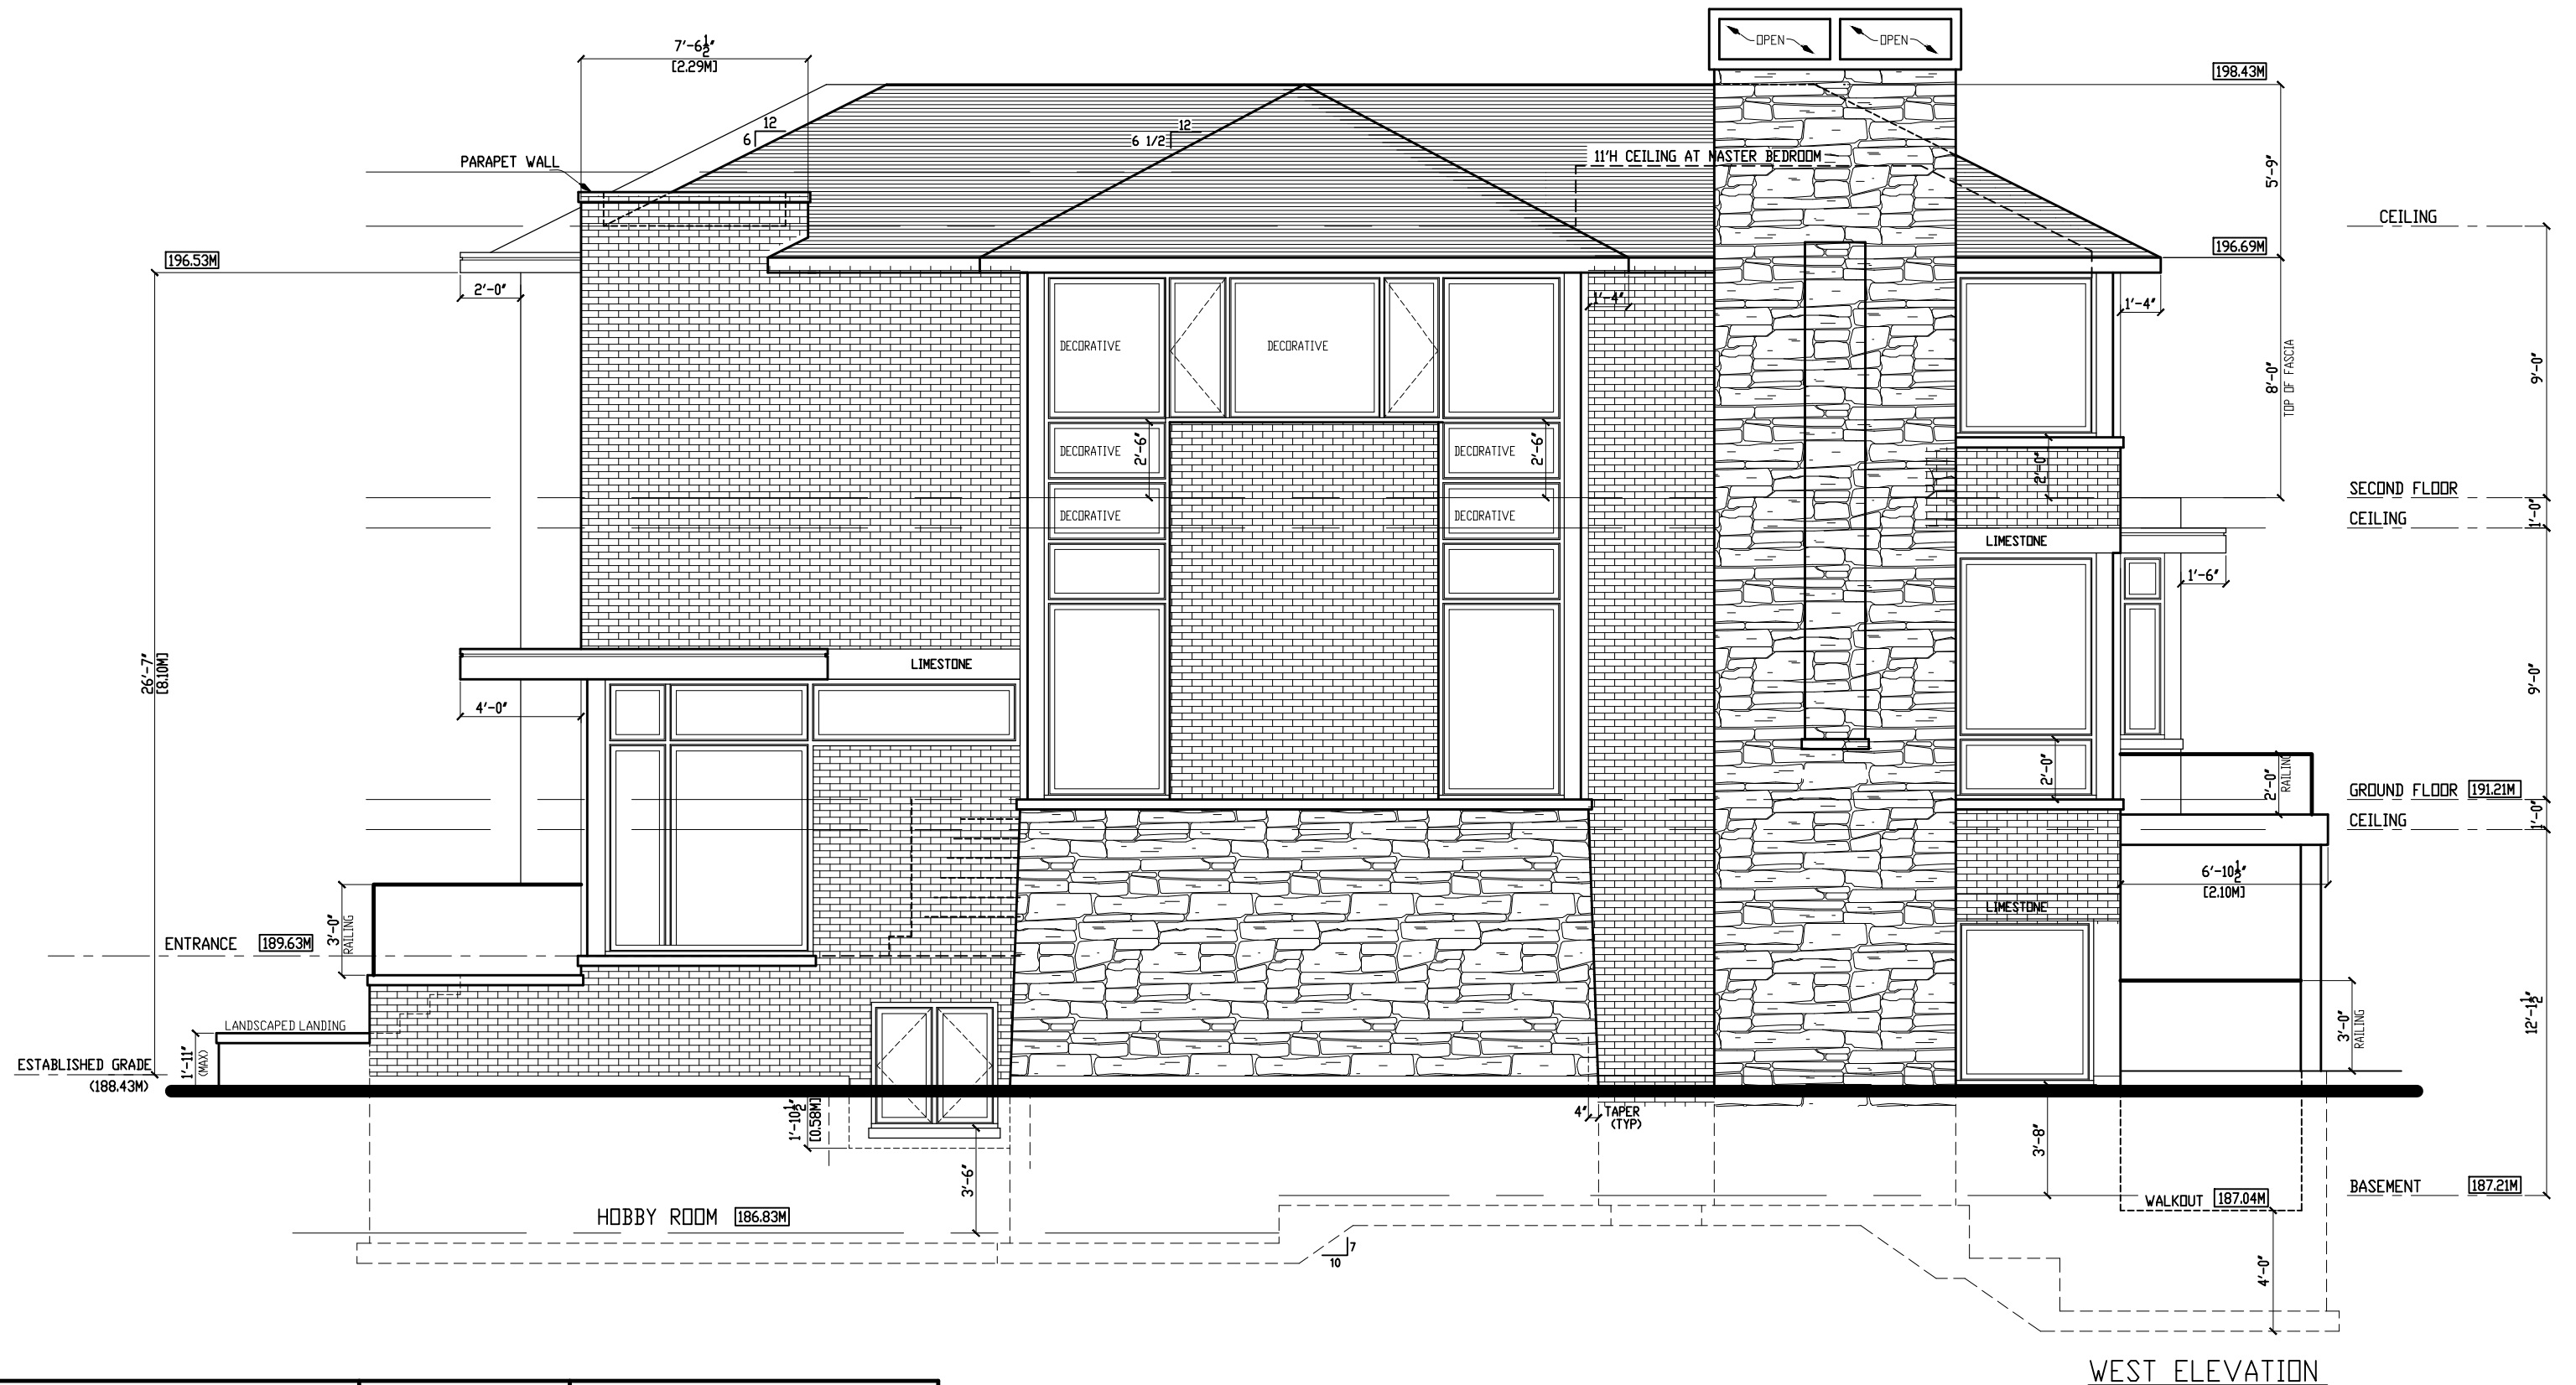 OPEN
OPEN
7'-6½"
[2.29M]
198.43M
12
6
12
6 1/2
PARAPET WALL
11'H CEILING AT MASTER BEDROOM
5'-9"
CEILING
196.53M
196.69M
2'-0"
1'-4"
1'-4"
DECORATIVE
DECORATIVE
8'-0"
TOP OF FASCIA
9'-0"
DECORATIVE
2'-6"
DECORATIVE
2'-6"
2'-0"
SECOND FLOOR
DECORATIVE
DECORATIVE
CEILING
1'-0"
LIMESTONE
1'-6"
26'-7"
[8.10M]
LIMESTONE
9'-0"
4'-0"
2'-0"
2'-0"
RAILING
GROUND FLOOR 191.21M
CEILING
1'-0"
6'-10½"
[2.10M]
LIMESTONE
3'-0"
RAILING
ENTRANCE 189.63M
12'-1½"
3'-0"
RAILING
LANDSCAPED LANDING
1'-11"
(MAX)
ESTABLISHED GRADE
(188.43M)
1'-10½"
[0.58M]
4"
TAPER
(TYP)
3'-8"
3'-6"
BASEMENT 187.21M
WALKOUT 187.04M
HOBBY ROOM 186.83M
7
10
4'-0"
WEST ELEVATION